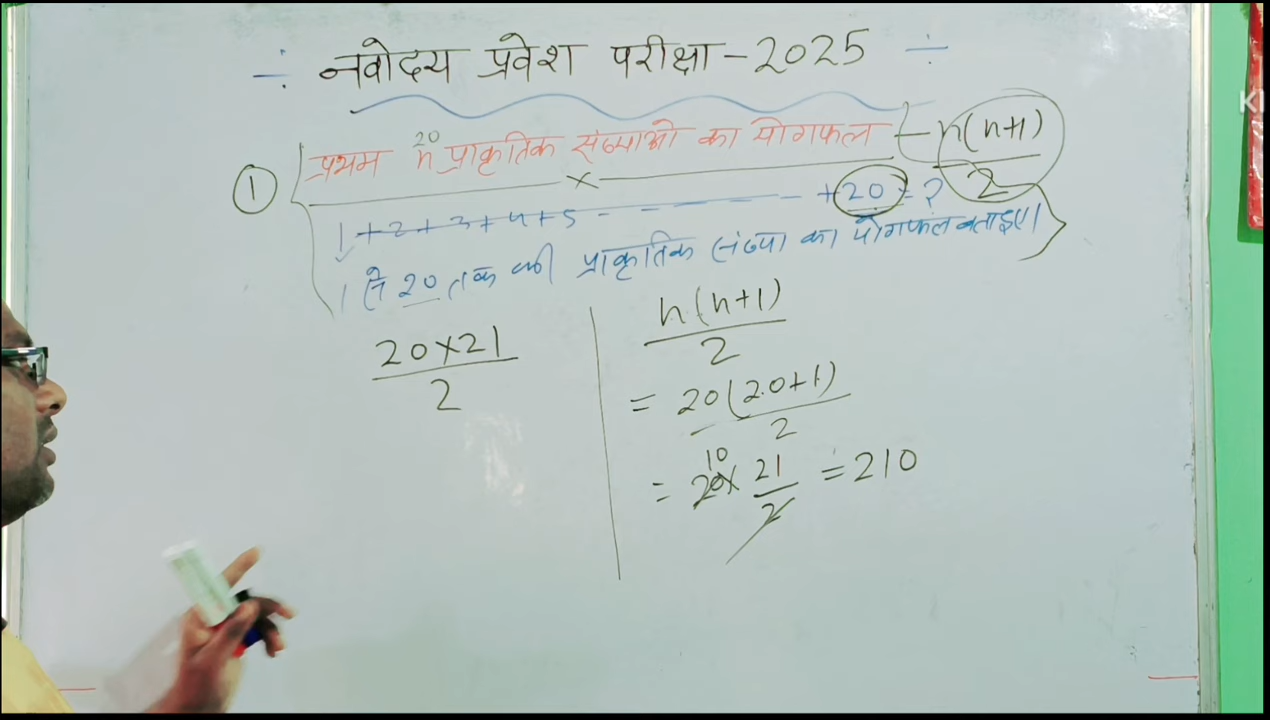 ÷ नवोदय प्रवेश परीक्षा - 2025 ÷
① प्रथम n प्राकृतिक संख्याओ का योगफल - n(n+1)/2
20
×
1+2+3+4+5 - - - - - - + 20 = ?
1 से 20 तक की प्राकृतिक संख्या का योगफल बताइए।
20×21/2
n(n+1)/2
= 20(20+1)/2
10
= 20× 21/2 = 210